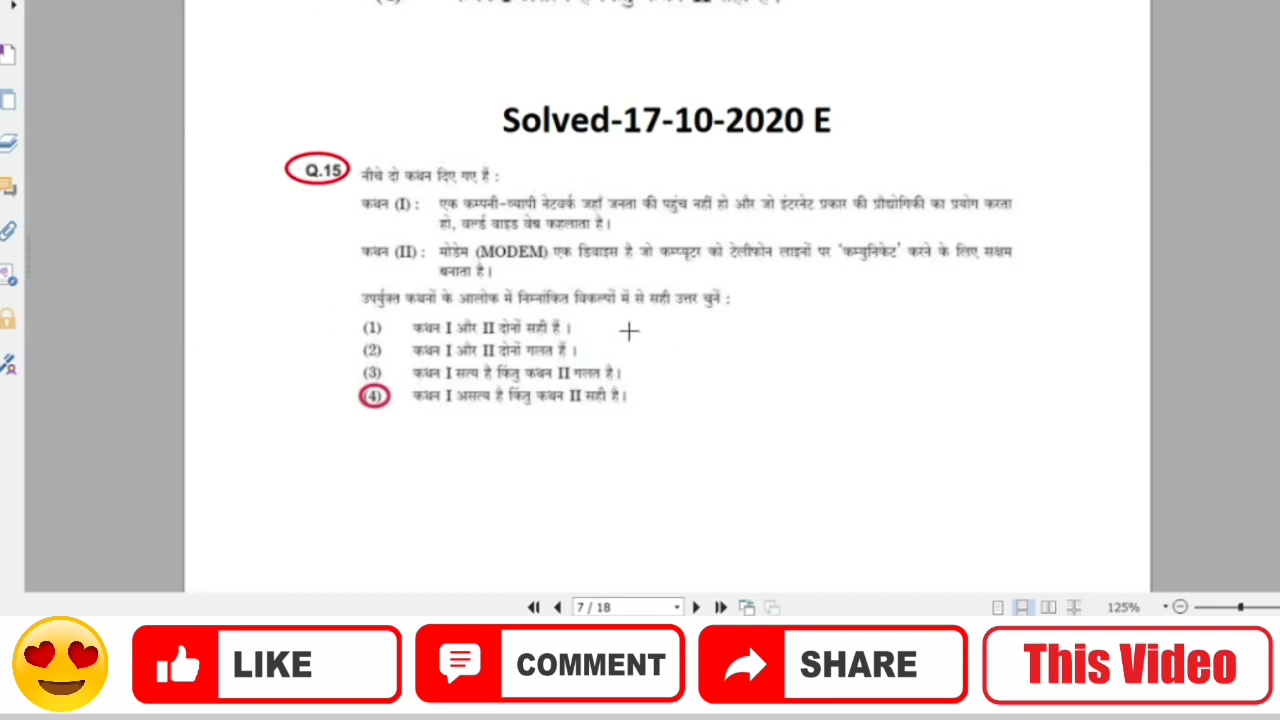 Solved-17-10-2020 E
Q.15 नीचे दो कथन दिए गए हैं :
कथन (I) : एक कम्पनी-व्यापी नेटवर्क जहाँ जनता की पहुंच नहीं हो और जो इंटरनेट प्रकार की प्रौद्योगिकी का प्रयोग करता
हो, वर्ल्ड वाइड वेब कहलाता है।
कथन (II) : मोडेम (MODEM) एक डिवाइस है जो कम्प्यूटर को टेलीफोन लाइनों पर 'कम्युनिकेट' करने के लिए सक्षम
बनाता है।
उपर्युक्त कथनों के आलोक में निम्नांकित विकल्पों में से सही उत्तर चुनें :
(1) कथन I और II दोनों सही हैं ।
(2) कथन I और II दोनों गलत हैं ।
(3) कथन I सत्य है किंतु कथन II गलत है।
(4) कथन I असत्य है किंतु कथन II सही है।
7 / 18
125%
LIKE
COMMENT
SHARE
This Video